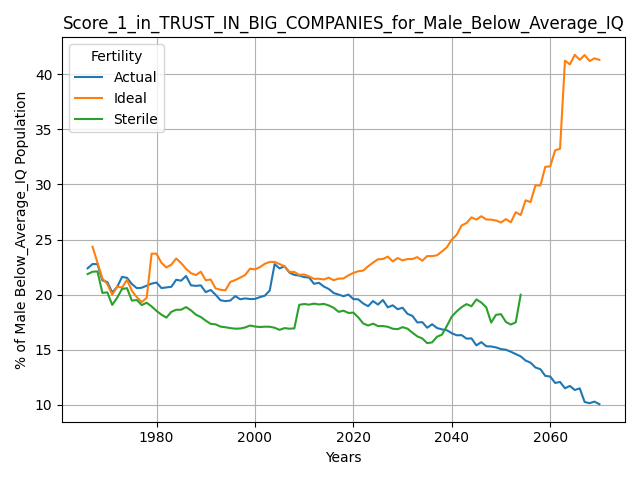 Score_1_in_TRUST_IN_BIG_COMPANIES_for_Male_Below_Average_IQ
Fertility
Actual
Ideal
Sterile
% of Male Below_Average_IQ Population
40
35
30
25
20
15
10
1980
2000
2020
2040
2060
Years